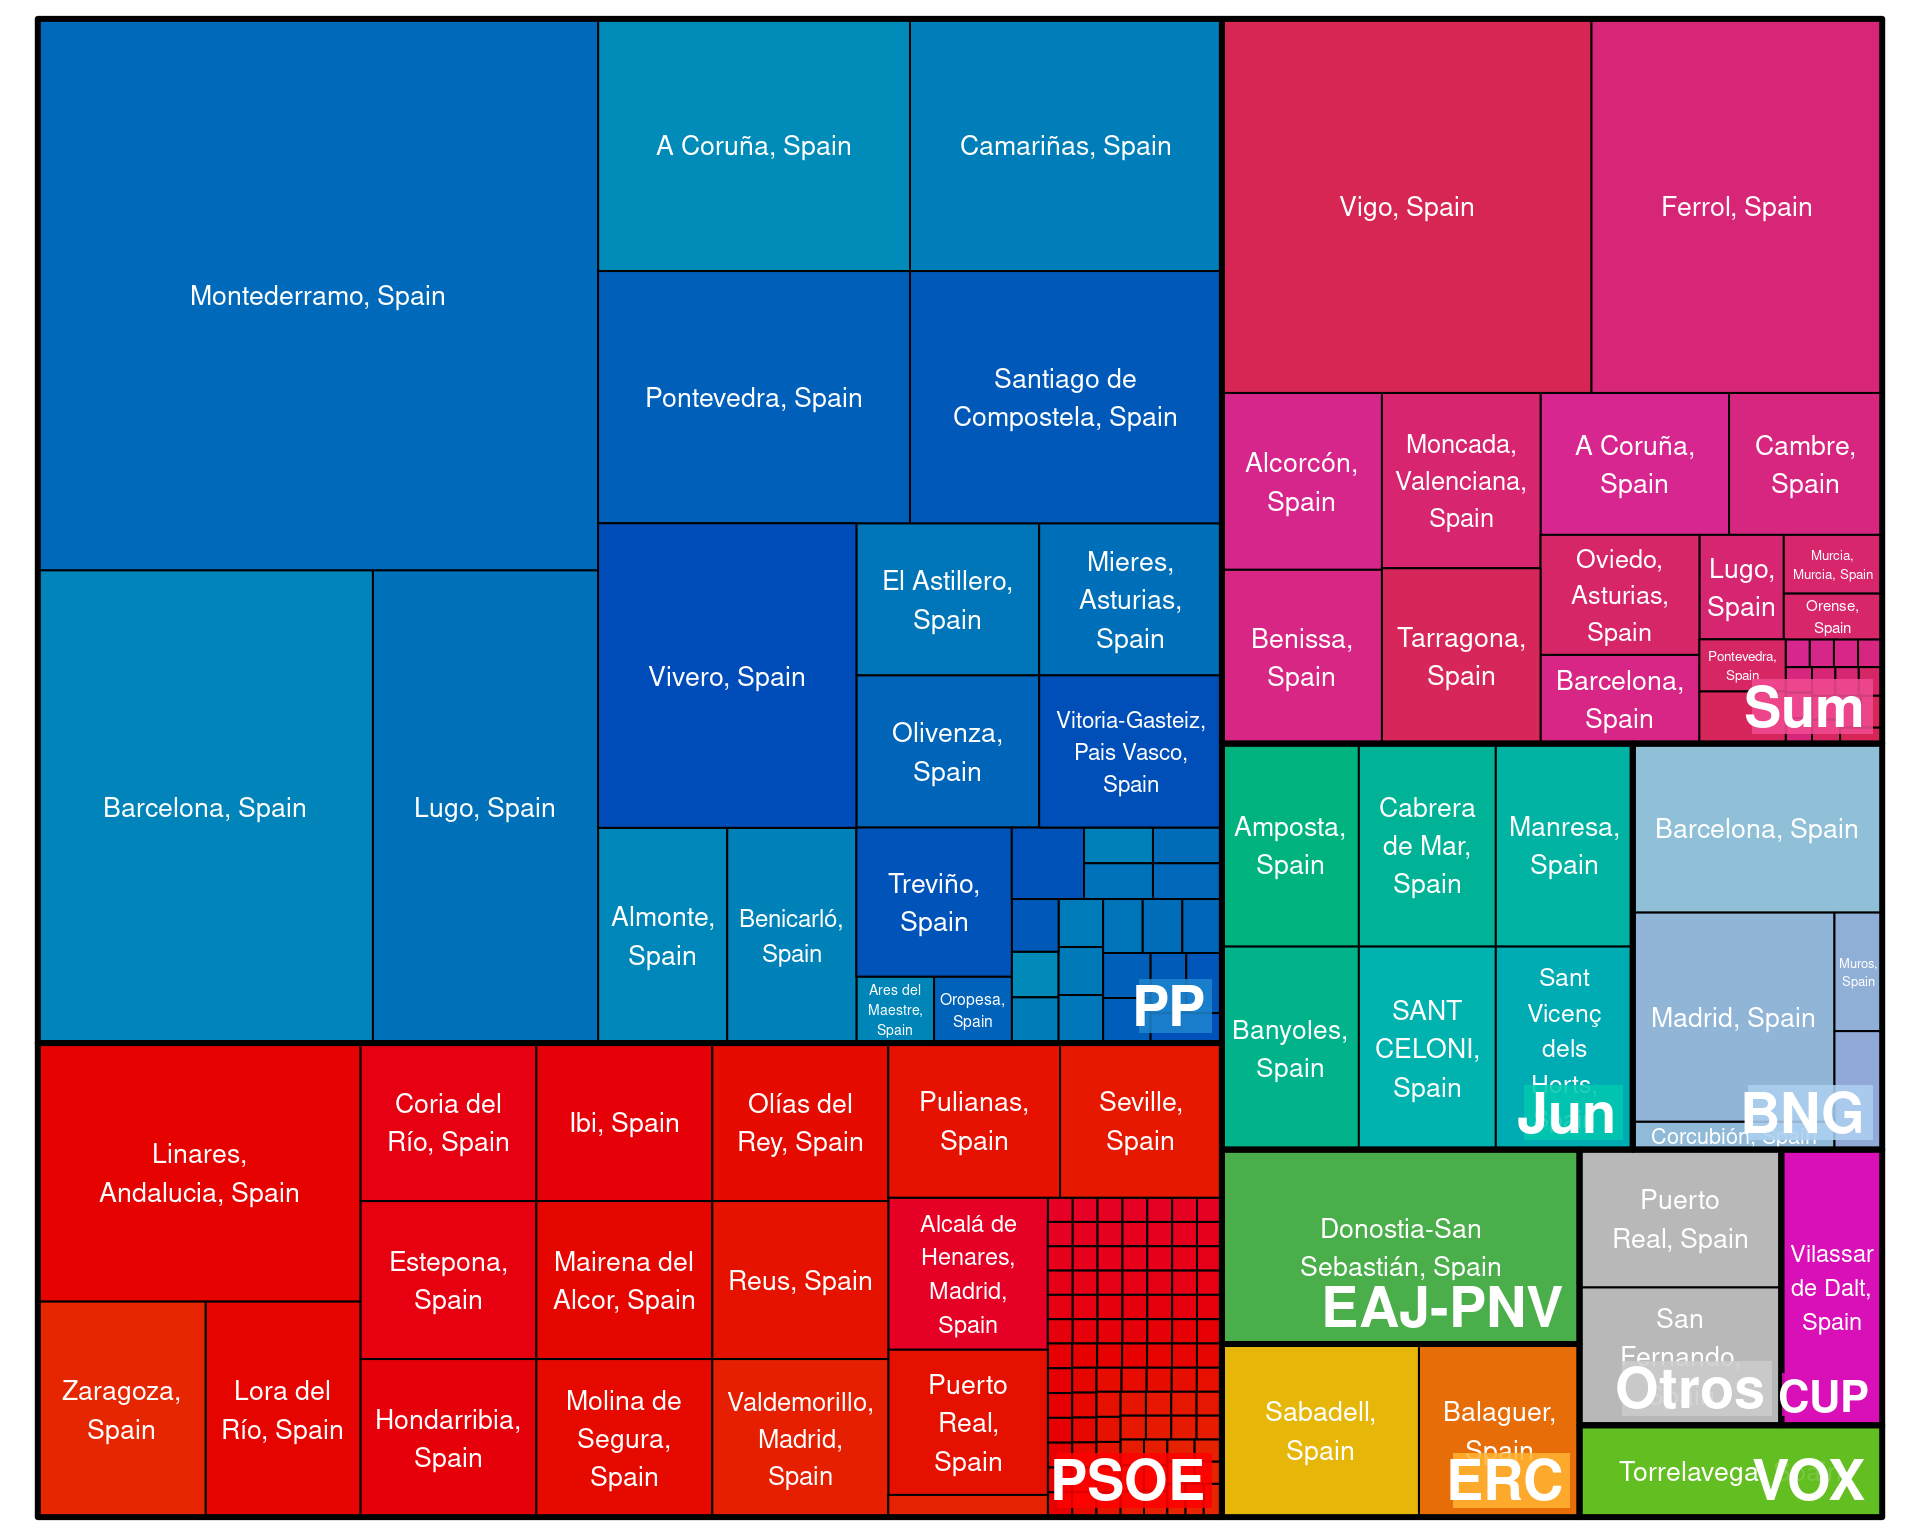 Montederramo, Spain
A Coruña, Spain
Camariñas, Spain
Pontevedra, Spain
Santiago de
Compostela, Spain
Barcelona, Spain
Lugo, Spain
Vivero, Spain
El Astillero,
Spain
Mieres,
Asturias,
Spain
Olivenza,
Spain
Vitoria-Gasteiz,
Pais Vasco,
Spain
Almonte,
Spain
Benicarló,
Spain
Treviño,
Spain
Ares del
Maestre,
Spain
Oropesa,
Spain
PP
Vigo, Spain
Ferrol, Spain
Alcorcón,
Spain
Moncada,
Valenciana,
Spain
A Coruña,
Spain
Cambre,
Spain
Benissa,
Spain
Tarragona,
Spain
Oviedo,
Asturias,
Spain
Lugo,
Spain
Murcia,
Murcia, Spain
Orense,
Spain
Barcelona,
Spain
Pontevedra,
Spain
Sum
Amposta,
Spain
Cabrera
de Mar,
Spain
Manresa,
Spain
Banyoles,
Spain
SANT
CELONI,
Spain
Sant
Vicenç
dels
Horts,
Jun
Barcelona, Spain
Madrid, Spain
Muros,
Spain
Corcubión, Spain
BNG
Linares,
Andalucia, Spain
Zaragoza,
Spain
Lora del
Río, Spain
Coria del
Río, Spain
Ibi, Spain
Olías del
Rey, Spain
Estepona,
Spain
Mairena del
Alcor, Spain
Reus, Spain
Hondarribia,
Spain
Molina de
Segura,
Spain
Valdemorillo,
Madrid,
Spain
Pulianas,
Spain
Seville,
Spain
Alcalá de
Henares,
Madrid,
Spain
Puerto
Real,
Spain
PSOE
Donostia-San
Sebastián, Spain
EAJ-PNV
Sabadell,
Spain
Balaguer,
Spain
ERC
Puerto
Real, Spain
San
Fernando,
Otros
Vilassar
de Dalt,
Spain
CUP
Torrelavega
VOX